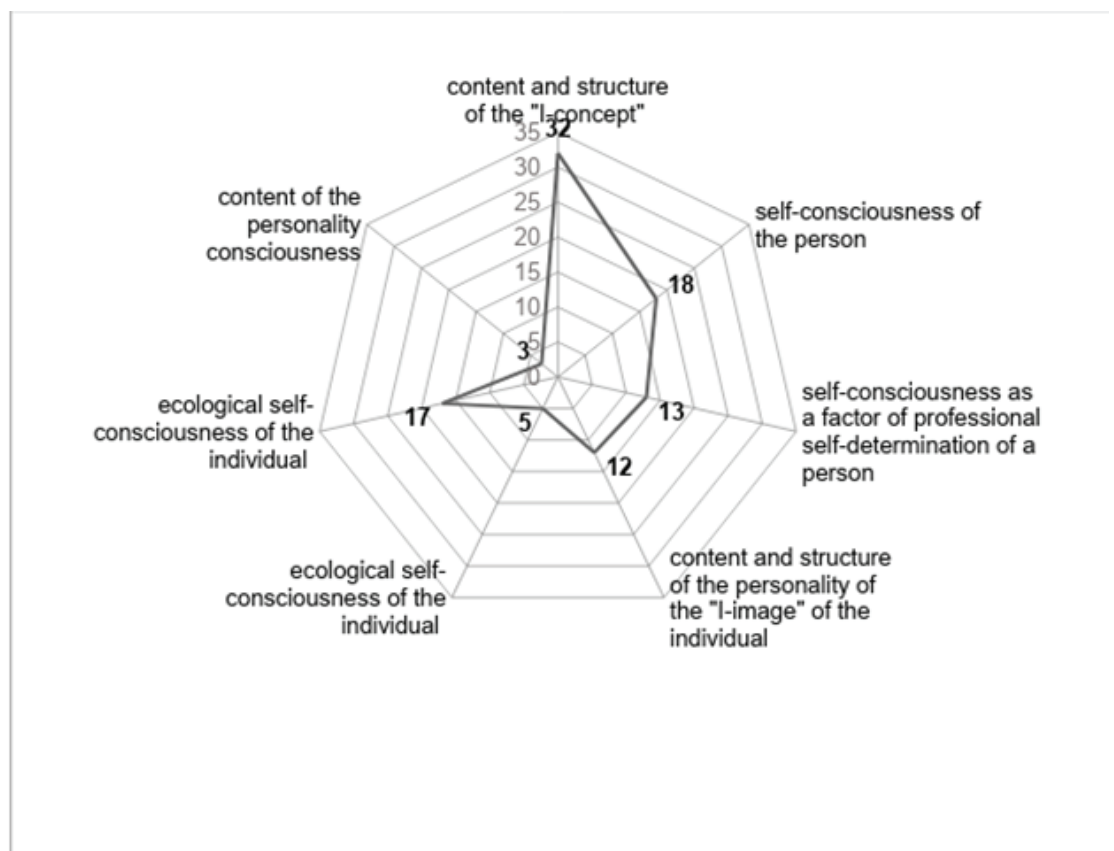 content and structure
of the "I-concept"
32
35
30
25
20
15
10
5
0
self-consciousness of
the person
18
self-consciousness as
a factor of professional
self-determination of a
person
13
content and structure
of the personality of
the "I-image" of the
individual
12
ecological self-
consciousness of the
individual
5
ecological self-
consciousness of the
individual
17
content of the
personality
consciousness
3